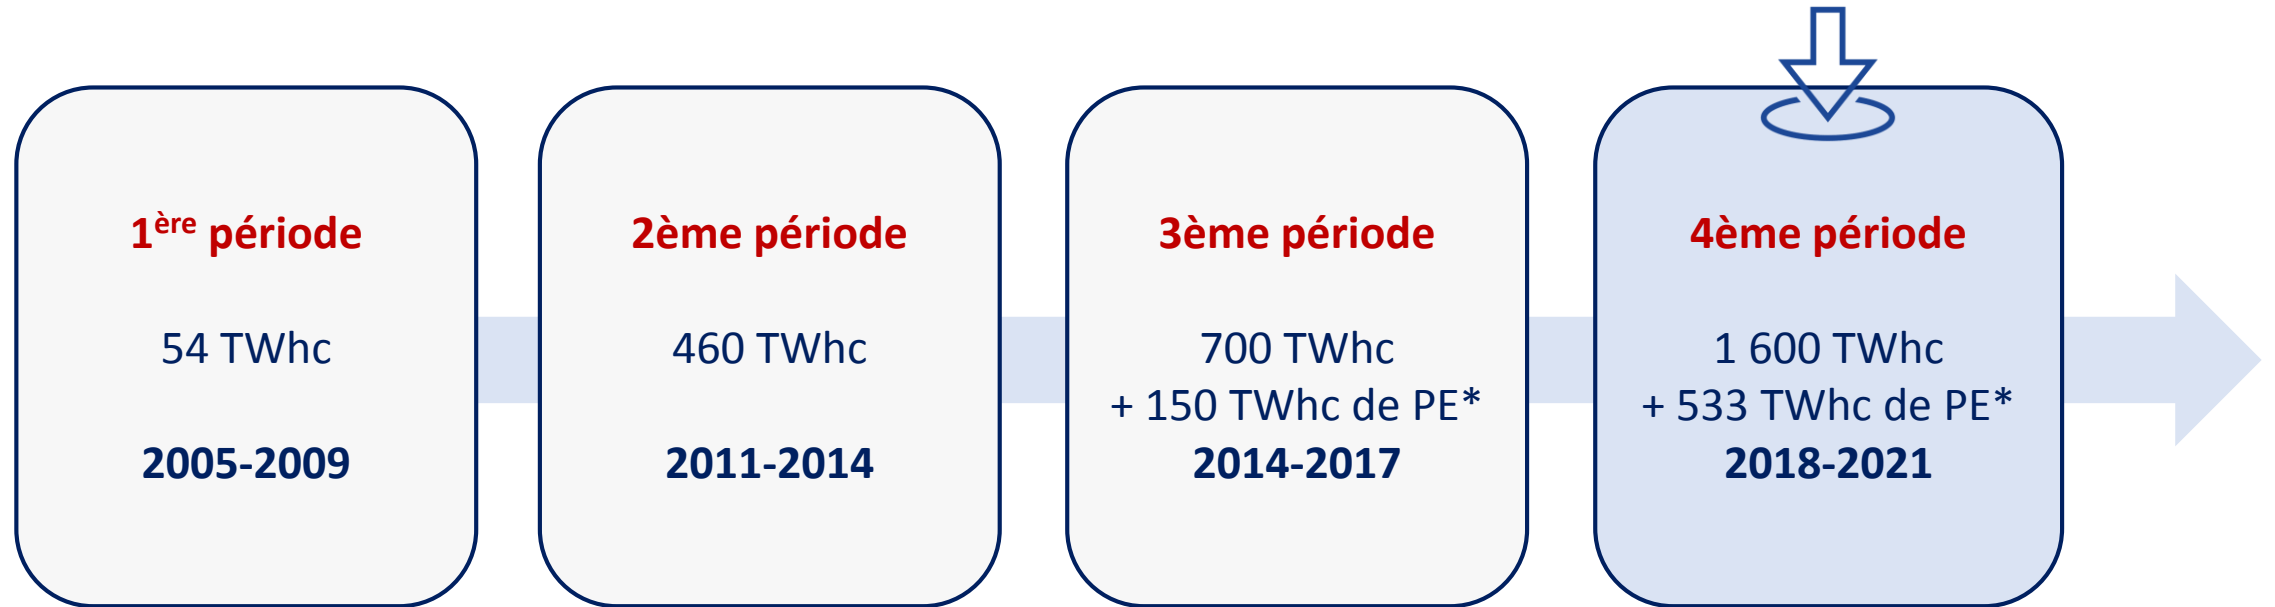 1ère période
54 TWhc
2005-2009
2ème période
460 TWhc
2011-2014
3ème période
700 TWhc
+ 150 TWhc de PE*
2014-2017
4ème période
1 600 TWhc
+ 533 TWhc de PE*
2018-2021